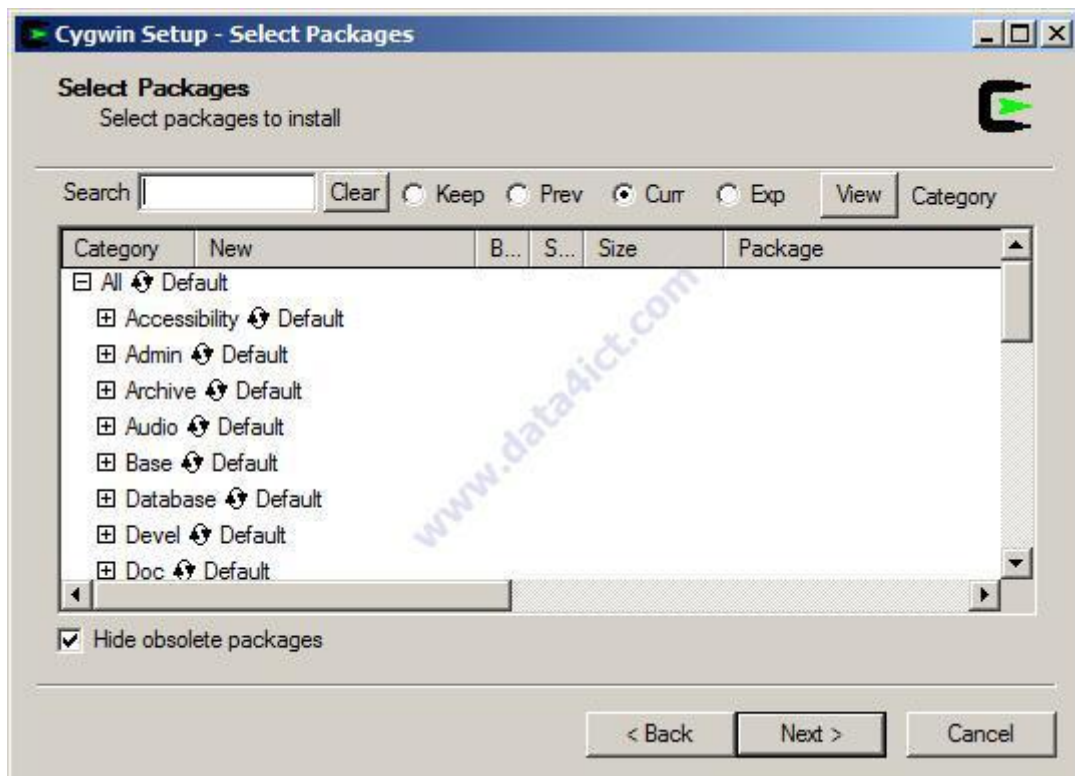 Cygwin Setup - Select Packages
Select Packages
Select packages to install
Search Clear Keep Prev Curr Exp View Category
Category New B... S... Size Package
All Default
Accessibility Default
Admin Default
Archive Default
Audio Default
Base Default
Database Default
Devel Default
Doc Default
www.data4ict.com
Hide obsolete packages
< Back Next > Cancel